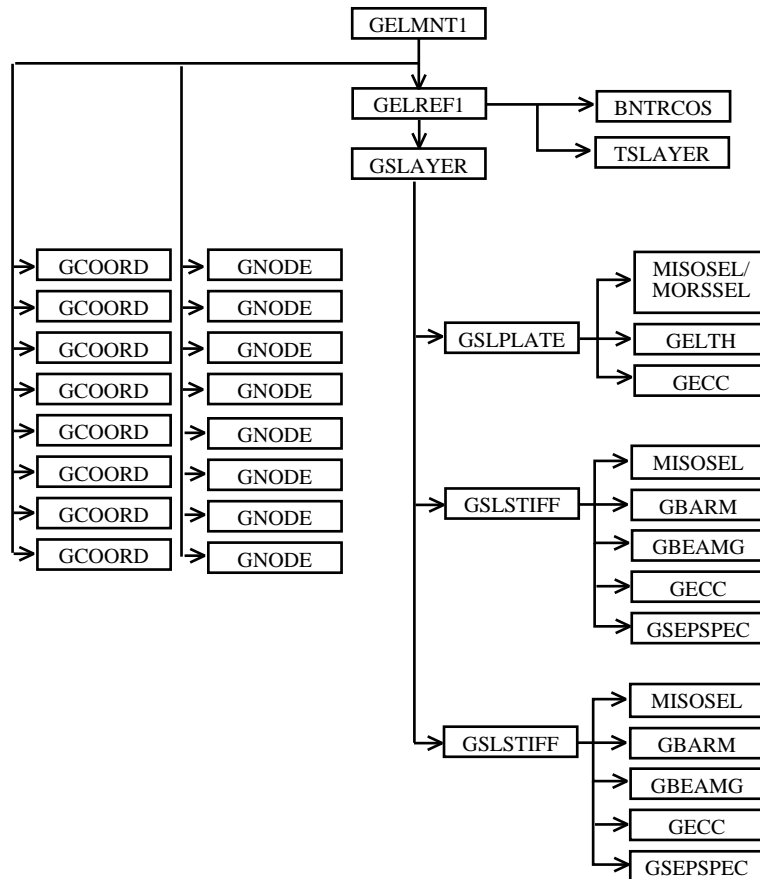 GELMNT1
GELREF1
BNTRCOS
TSLAYER
GSLAYER
GCOORD
GNODE
GCOORD
GNODE
GCOORD
GNODE
GCOORD
GNODE
GCOORD
GNODE
GCOORD
GNODE
GCOORD
GNODE
GCOORD
GNODE
MISOSEL/
MORSSEL
GSLPLATE
GELTH
GECC
MISOSEL
GSLSTIFF
GBARM
GBEAMG
GECC
GSEPSPEC
MISOSEL
GSLSTIFF
GBARM
GBEAMG
GECC
GSEPSPEC